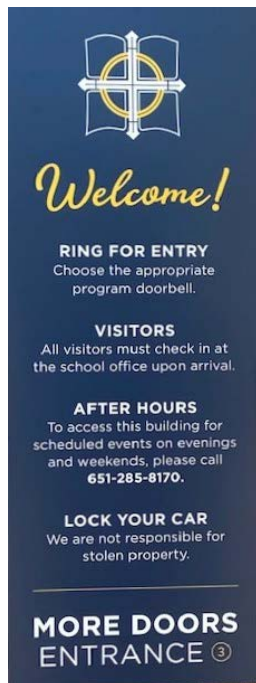 Welcome!
RING FOR ENTRY
Choose the appropriate
program doorbell.
VISITORS
All visitors must check in at
the school office upon arrival.
AFTER HOURS
To access this building for
scheduled events on evenings
and weekends, please call
651-285-8170.
LOCK YOUR CAR
We are not responsible for
stolen property.
MORE DOORS
ENTRANCE 3